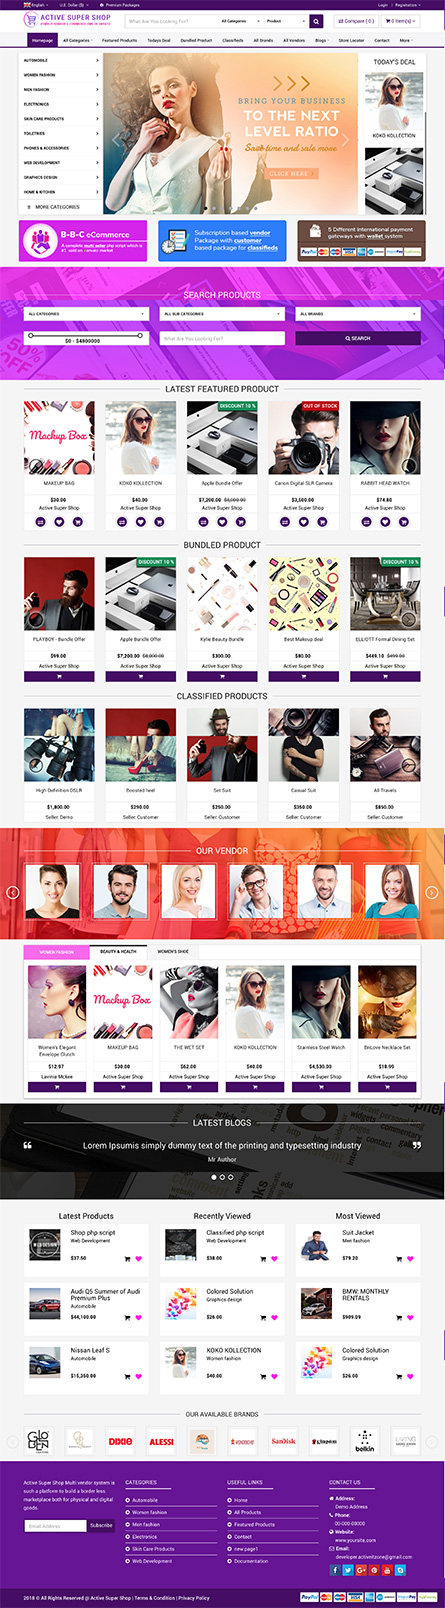 English
U.S. Dollar ($)
Premium Packages
Login | Registration
ACTIVE SUPER SHOP
What Are You Looking For?
All Categories
Product
Compare ( 0 )
0 Item(s)
Homepage
All Categories
Featured Products
Todays Deal
Bundled Product
Classifieds
All Brands
All Vendors
Blogs
Store Locator
Contact
More
AUTOMOBILE
WOMEN FASHION
MEN FASHION
ELECTRONICS
SKIN CARE PRODUCTS
TOILETRIES
PHONES & ACCESSORIES
WEB DEVELOPMENT
GRAPHICS DESIGN
HOME & KITCHEN
MORE CATEGORIES
BRING YOUR BUSINESS
TO THE NEXT
LEVEL RATIO
Save time and sale more
CLICK HERE
TODAY'S DEAL
KOKO KOLLECTION
B-B-C eCommerce
A complete multi seller php script which is
#1 sold on envato market
Subscription based vendor
Package with customer
based package for classifieds
5 Different International payment
gateways with wallet system
SEARCH PRODUCTS
ALL CATEGORIES
ALL SUB CATEGORIES
ALL BRANDS
$0 - $4800000
What Are You Looking For?
SEARCH
LATEST FEATURED PRODUCT
Mackup Box
DISCOUNT 10 %
OUT OF STOCK
MAKEUP BAG
KOKO KOLLECTION
Apple Bundle Offer
Canon Digital SLR Camera
RABBIT HEAD WATCH
$30.00
$40.00
$7,200.00 $8,000.00
$3,500.00
$74.80
Active Super Shop
Active Super Shop
Active Super Shop
Active Super Shop
Active Super Shop
BUNDLED PRODUCT
DISCOUNT 10 %
DISCOUNT 10 %
PLAYBOY - Bundle Offer
Apple Bundle Offer
Kylie Beauty Bundle
Best Makeup deal
ELLIOTT Formal Dining Set
$99.00
$7,200.00 $8,000.00
$300.00
$80.00
$449.10 $499.00
Active Super Shop
Active Super Shop
Active Super Shop
Active Super Shop
Active Super Shop
CLASSIFIED PRODUCTS
High Definition DSLR
Boosted heel
Set Suit
Casual Suit
All Travels
$1,800.00
$290.00
$250.00
$350.00
$850.00
Seller: Demo
Seller: Customer
Seller: Customer
Seller: Customer
Seller: Customer
OUR VENDOR
WOMEN FASHION
BEAUTY & HEALTH
WOMEN'S SHOE
Mackup Box
Women's Elegant
Envelope Clutch
MAKEUP BAG
THE WET SET
KOKO KOLLECTION
Stainless Steel Watch
BnLove Necklace Set
$12.97
$30.00
$62.00
$40.00
$4,530.00
$18.99
Lavinia Mckee
Active Super Shop
Active Super Shop
Active Super Shop
Active Super Shop
Active Super Shop
LATEST BLOGS
Lorem Ipsumis simply dummy text of the printing and typesetting industry
Mr Author
Latest Products
Recently Viewed
Most Viewed
Shop php script
Web Development
$37.50
Classified php script
Web Development
$38.00
Suit Jacket
Men fashion
$79.20
Audi Q5 Summer of Audi
Premium Plus
Automobile
$44,100.00
Colored Solution
Graphics design
$26.00
BMW: MONTHLY
RENTALS
$909.09
Nissan Leaf S
Automobile
$15,350.00
KOKO KOLLECTION
Women fashion
$40.00
Colored Solution
Graphics design
$26.00
OUR AVAILABLE BRANDS
DIXIE
ALESSI
SanDisk
Kingston
belkin
LIVING
Active Super Shop Multi vendor system is
such a platform to build a border less
marketplace both for physical and digital
goods.
Email Address
Subscribe
CATEGORIES
Automobile
Women fashion
Men fashion
Electronics
Skin Care Products
Web Development
USEFUL LINKS
Home
All Products
Featured Products
Contact
new page1
Documentation
CONTACT US
Address:
Demo Address
Phone:
00-000-00000
Website:
www.yoursite.com
Email:
developer.activeitzone@gmail.com
2018 © All Rights Reserved @ Active Super Shop | Terms & Condition | Privacy Policy
PayPal